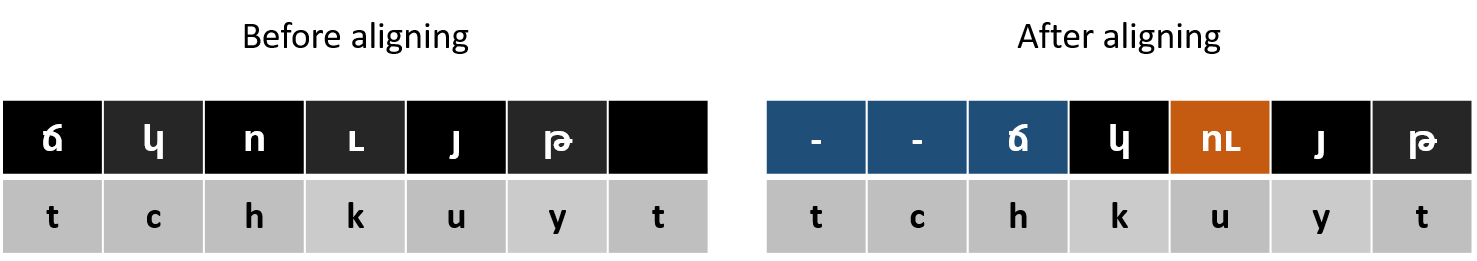 Before aligning
ճ կ ո ւ յ թ
t c h k u y t
After aligning
- - ճ կ ու յ թ
t c h k u y t